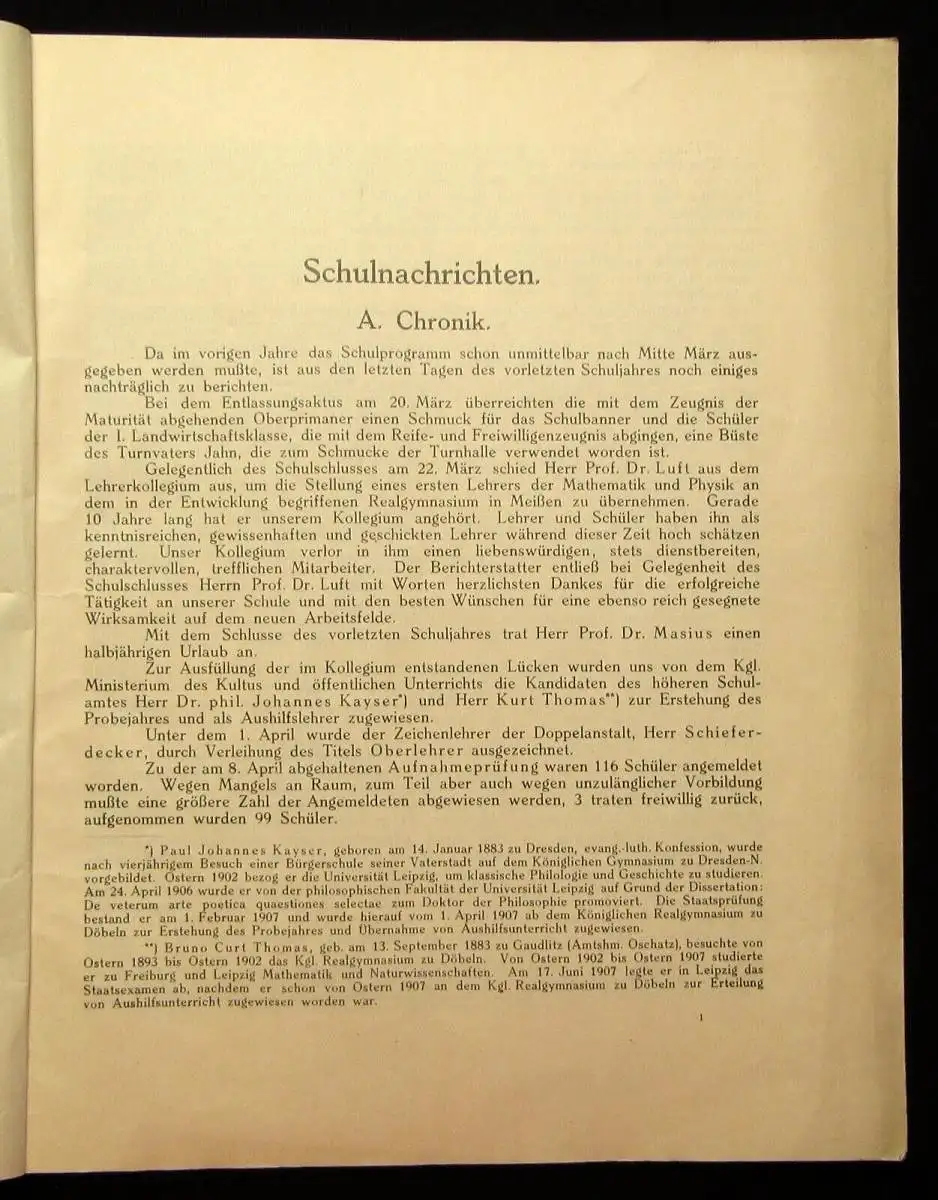 Schulnachrichten.
A. Chronik.
Da im vorigen Jahre das Schulprogramm schon unmittelbar nach Mitte März aus-
gegeben werden mußte, ist aus den letzten Tagen des vorletzten Schuljahres noch einiges
nachträglich zu berichten.
Bei dem Entlassungsaktus am 20. März überreichten die mit dem Zeugnis der
Maturität abgehenden Oberprimaner einen Schmuck für das Schulbanner und die Schüler
der I. Landwirtschaftsklasse, die mit dem Reife- und Freiwilligenzeugnis abgingen, eine Büste
des Turnvaters Jahn, die zum Schmucke der Turnhalle verwendet worden ist.
Gelegentlich des Schulschlusses am 22. März schied Herr Prof. Dr. Luft aus dem
Lehrerkollegium aus, um die Stellung eines ersten Lehrers der Mathematik und Physik an
dem in der Entwicklung begriffenen Realgymnasium in Meißen zu übernehmen. Gerade
10 Jahre lang hat er unserem Kollegium angehört. Lehrer und Schüler haben ihn als
kenntnisreichen, gewissenhaften und geschickten Lehrer während dieser Zeit hoch schätzen
gelernt. Unser Kollegium verlor in ihm einen liebenswürdigen, stets dienstbereiten,
charaktervollen, trefflichen Mitarbeiter. Der Berichterstatter entließ bei Gelegenheit des
Schulschlusses Herrn Prof. Dr. Luft mit Worten herzlichsten Dankes für die erfolgreiche
Tätigkeit an unserer Schule und mit den besten Wünschen für eine ebenso reich gesegnete
Wirksamkeit auf dem neuen Arbeitsfelde.
Mit dem Schlusse des vorletzten Schuljahres trat Herr Prof. Dr. Masius einen
halbjährigen Urlaub an.
Zur Ausfüllung der im Kollegium entstandenen Lücken wurden uns von dem Kgl.
Ministerium des Kultus und öffentlichen Unterrichts die Kandidaten des höheren Schul-
amtes Herr Dr. phil. Johannes Kayser*) und Herr Kurt Thomas**) zur Erstehung des
Probejahres und als Aushilfslehrer zugewiesen.
Unter dem 1. April wurde der Zeichenlehrer der Doppelanstalt, Herr Schiefer-
decker, durch Verleihung des Titels Oberlehrer ausgezeichnet.
Zu der am 8. April abgehaltenen Aufnahmeprüfung waren 116 Schüler angemeldet
worden. Wegen Mangels an Raum, zum Teil aber auch wegen unzulänglicher Vorbildung
mußte eine größere Zahl der Angemeldeten abgewiesen werden, 3 traten freiwillig zurück,
aufgenommen wurden 99 Schüler.
*) Paul Johannes Kayser, geboren am 14. Januar 1883 zu Dresden, evang.-luth. Konfession, wurde
nach vierjährigem Besuch einer Bürgerschule seiner Vaterstadt auf dem Königlichen Gymnasium zu Dresden-N.
vorgebildet. Ostern 1902 bezog er die Universität Leipzig, um klassische Philologie und Geschichte zu studieren.
Am 24. April 1906 wurde er von der philosophischen Fakultät der Universität Leipzig auf Grund der Dissertation:
De veterum arte poetica quaestiones selectae zum Doktor der Philosophie promoviert. Die Staatsprüfung
bestand er am 1. Februar 1907 und wurde hierauf vom 1. April 1907 ab dem Königlichen Realgymnasium zu
Döbeln zur Erstehung des Probejahres und Übernahme von Aushilfsunterricht zugewiesen.
**) Bruno Curt Thomas, geb. am 13. September 1883 zu Gaudlitz (Amtshm. Oschatz), besuchte von
Ostern 1893 bis Ostern 1902 das Kgl. Realgymnasium zu Döbeln. Von Ostern 1902 bis Ostern 1907 studierte
er zu Freiburg und Leipzig Mathematik und Naturwissenschaften. Am 17. Juni 1907 legte er in Leipzig das
Staatsexamen ab, nachdem er schon von Ostern 1907 an dem Kgl. Realgymnasium zu Döbeln zur Erteilung
von Aushilfsunterricht zugewiesen worden war.
1